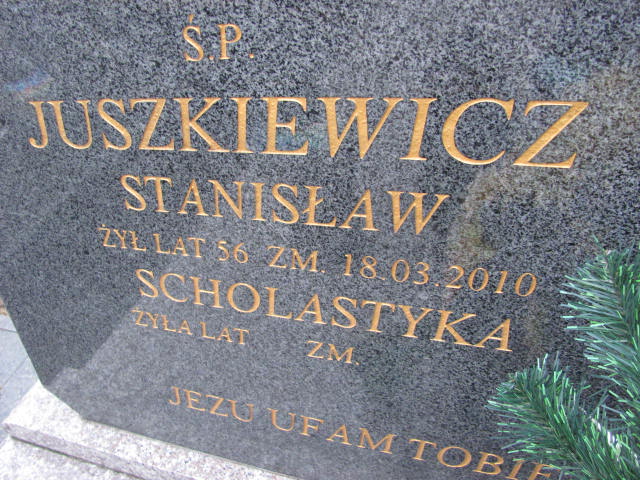 Ś.P.
JUSZKIEWICZ
STANISŁAW
ŻYŁ LAT 56 ZM. 18.03.2010
SCHOLASTYKA
ŻYŁA LAT ZM.
JEZU UFAM TOBIE